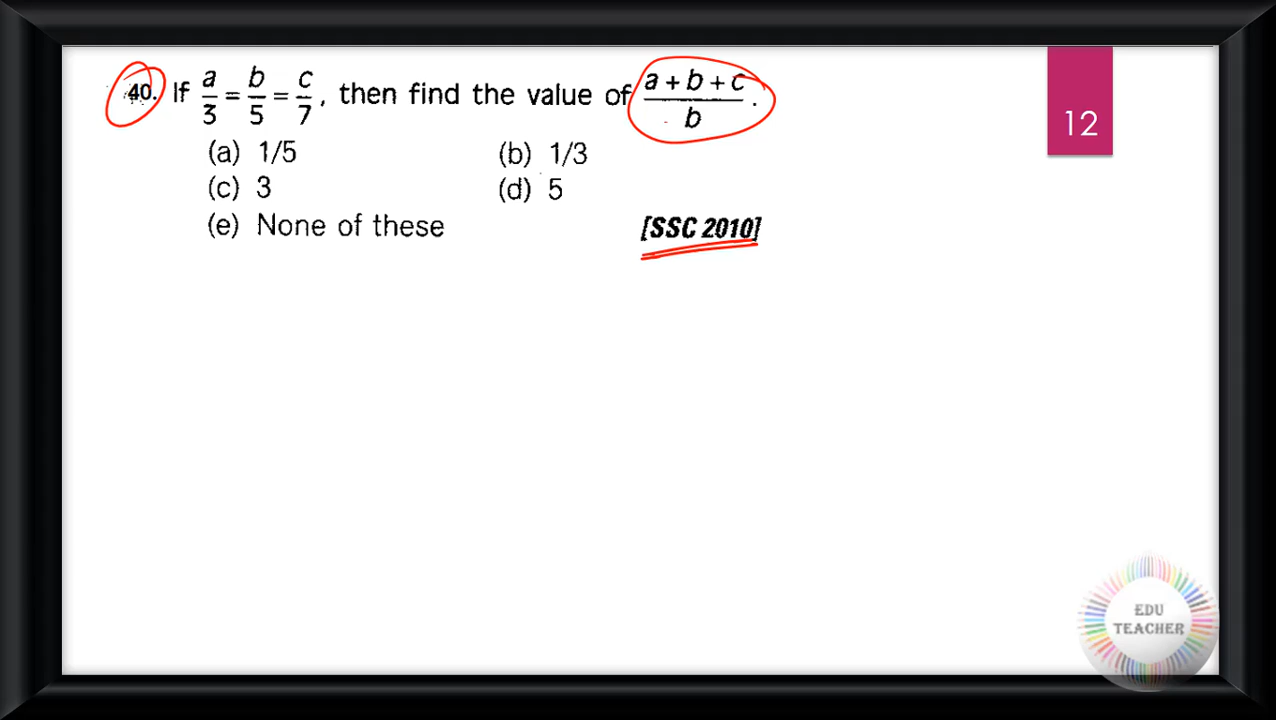 40. If a/3 = b/5 = c/7, then find the value of (a + b + c)/b.
(a) 1/5 (b) 1/3
(c) 3 (d) 5
(e) None of these [SSC 2010]
12
EDU
TEACHER